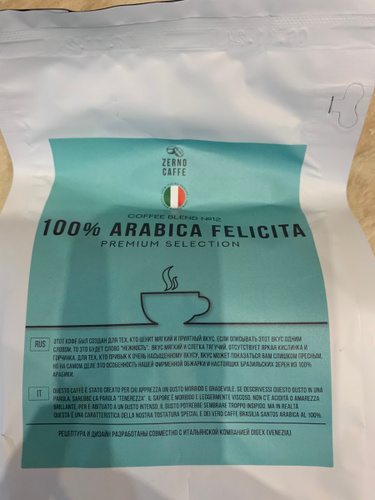 ZERNO
CAFFE
COFFEE BLEND №12
100% ARABICA FELICITA
PREMIUM SELECTION
RUS
ЭТОТ КОФЕ БЫЛ СОЗДАН ДЛЯ ТЕХ, КТО ЦЕНИТ МЯГКИЙ И ПРИЯТНЫЙ ВКУС. ЕСЛИ ОПИСЫВАТЬ ЭТОТ ВКУС ОДНИМ
СЛОВОМ, ТО ЭТО БУДЕТ СЛОВО "НЕЖНОСТЬ". ВКУС МЯГКИЙ И СЛЕГКА ТЯГУЧИЙ. ОТСУТСТВУЕТ ЯРКАЯ КИСЛИНКА И
ГОРЧИНКА. ДЛЯ ТЕХ, КТО ПРИВЫК К ОЧЕНЬ НАСЫЩЕННОМУ ВКУСУ, ВКУС МОЖЕТ ПОКАЗАТЬСЯ ВАМ СЛИШКОМ ПРЕСНЫМ,
НО НА САМОМ ДЕЛЕ ЭТО ОСОБЕННОСТЬ НАШЕЙ ФИРМЕННОЙ ОБЖАРКИ И НАСТОЯЩИХ БРАЗИЛЬСКИХ ЗЕРЕН ИЗ 100%
АРАБИКИ.
IT
QUESTO CAFFÈ È STATO CREATO PER CHI APPREZZA UN GUSTO MORBIDO E GRADEVOLE. SE DESCRIVESSI QUESTO GUSTO IN UNA
PAROLA, SAREBBE LA PAROLA "TENEREZZA". IL SAPORE È MORBIDO E LEGGERMENTE VISCOSO. NON C'È ACIDITÀ O AMAREZZA
BRILLANTE. PER È ABITUATO A UN GUSTO INTENSO, IL GUSTO POTREBBE SEMBRARE TROPPO INSIPIDO, MA IN REALTÀ
QUESTA È UNA CARATTERISTICA DELLA NOSTRA TOSTATURA SPECIALE E DEI VERO CAFFÈ BRASILIA SANTOS ARABICA AL 100%.
РЕЦЕПТУРА И ДИЗАЙН РАЗРАБОТАНЫ СОВМЕСТНО С ИТАЛЬЯНСКОЙ КОМПАНИЕЙ DIBEX (VENEZIA)